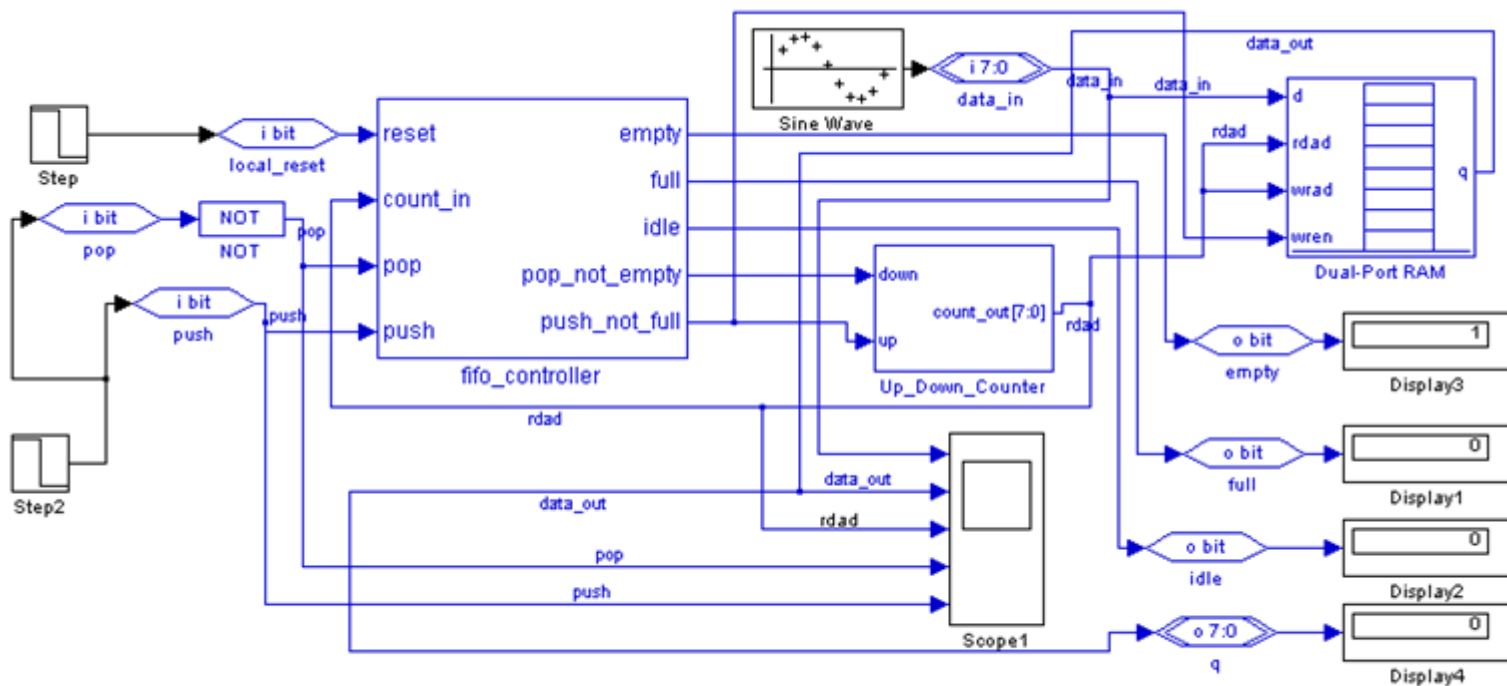 data_out
i 7:0
data_in
data_in
data_in
d
Sine Wave
i bit
local_reset
reset
empty
rdad
rdad
Step
full
q
count_in
wrad
i bit
NOT
pop
idle
pop
NOT
wren
pop
pop_not_empty
down
Dual-Port RAM
i bit
push
push
count_out[7:0]
rdad
push
push_not_full
up
o bit
1
fifo_controller
Up_Down_Counter
empty
Display3
rdad
o bit
0
Step2
data_out
full
Display1
data_out
rdad
o bit
0
pop
idle
Display2
push
o 7:0
0
Scope1
q
Display4